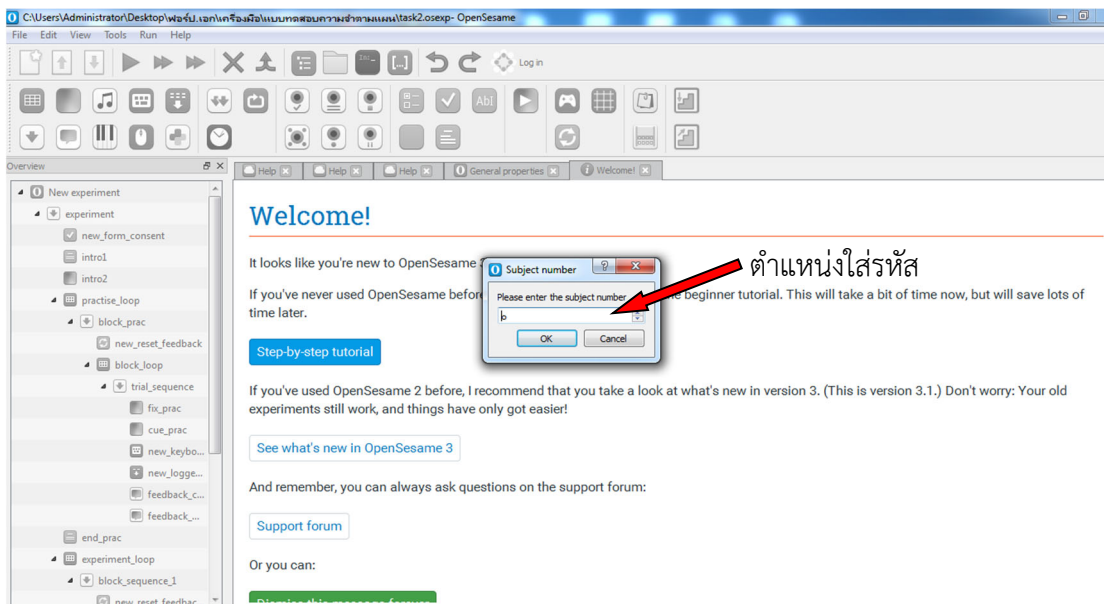 C:\Users\Administrator\Desktop\ฟอร์ป.เอก\เครื่องมือ\แบบทดสอบความจำตามแผน\task2.osexp- OpenSesame
File Edit View Tools Run Help
Log in
AbI
Overview
Help
Help
Help
General properties
Welcome!
New experiment
experiment
new_form_consent
intro1
intro2
practise_loop
block_prac
new_reset_feedback
block_loop
trial_sequence
fix_prac
cue_prac
new_keybo...
new_logge...
feedback_c...
feedback_...
end_prac
experiment_loop
block_sequence_1
new_reset_feedbac
Welcome!
It looks like you're new to OpenSesame
If you've never used OpenSesame before
beginner tutorial. This will take a bit of time now, but will save lots of
time later.
Step-by-step tutorial
If you've used OpenSesame 2 before, I recommend that you take a look at what's new in version 3. (This is version 3.1.) Don't worry: Your old
experiments still work, and things have only got easier!
See what's new in OpenSesame 3
And remember, you can always ask questions on the support forum:
Support forum
Or you can:
Dismiss this message forever
Subject number
Please enter the subject number
OK Cancel
ตำแหน่งใส่รหัส